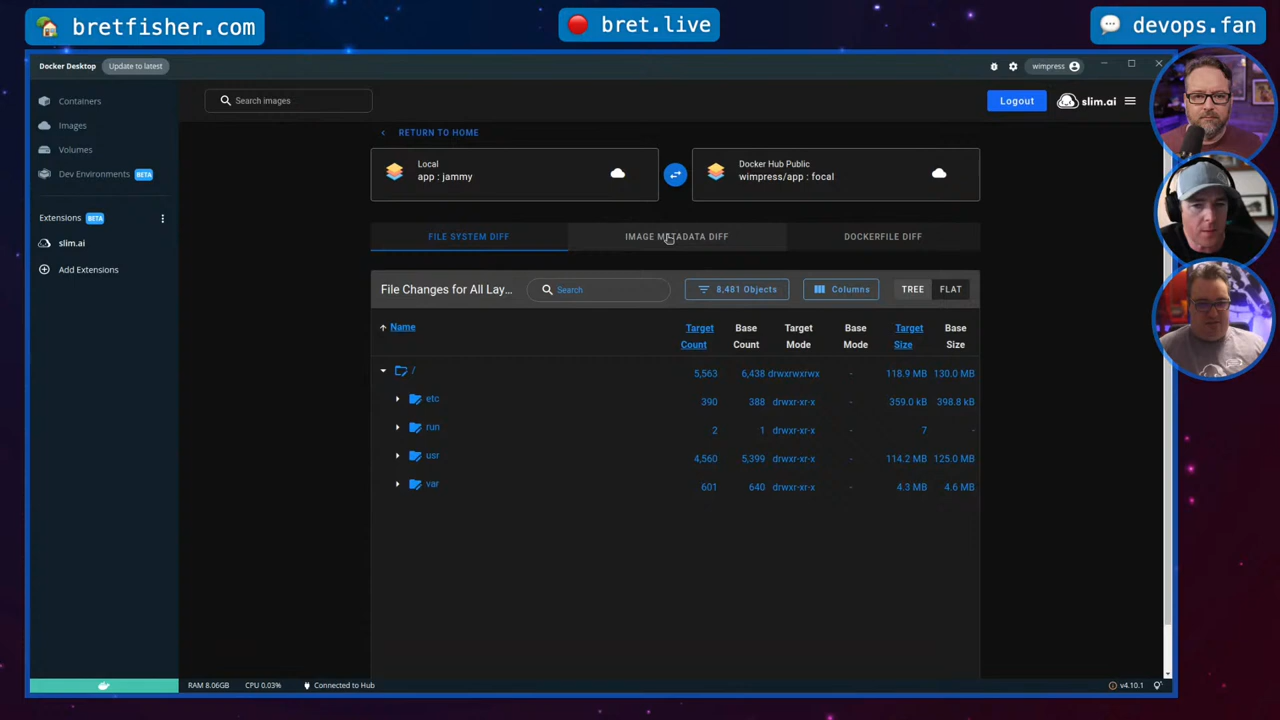 bretfisher.com
bret.live
devops.fan
Docker Desktop
Update to latest
wimpress
Containers
Images
Volumes
Dev Environments BETA
Extensions BETA
slim.ai
Add Extensions
Search images
Logout
slim.ai
RETURN TO HOME
Local
app : jammy
Docker Hub Public
wimpress/app : focal
FILE SYSTEM DIFF
IMAGE METADATA DIFF
DOCKERFILE DIFF
File Changes for All Lay...
Search
8,481 Objects
Columns
TREE
FLAT
Name
Target Count
Base Count
Target Mode
Base Mode
Target Size
Base Size
/ 5,563 6,438 drwxrwxrwx - 118.9 MB 130.0 MB
etc 390 388 drwxr-xr-x - 359.0 kB 398.8 kB
run 2 1 drwxr-xr-x - 7 -
usr 4,560 5,399 drwxr-xr-x - 114.2 MB 125.0 MB
var 601 640 drwxr-xr-x - 4.3 MB 4.6 MB
RAM 8.06GB CPU 0.03% Connected to Hub
v4.10.1